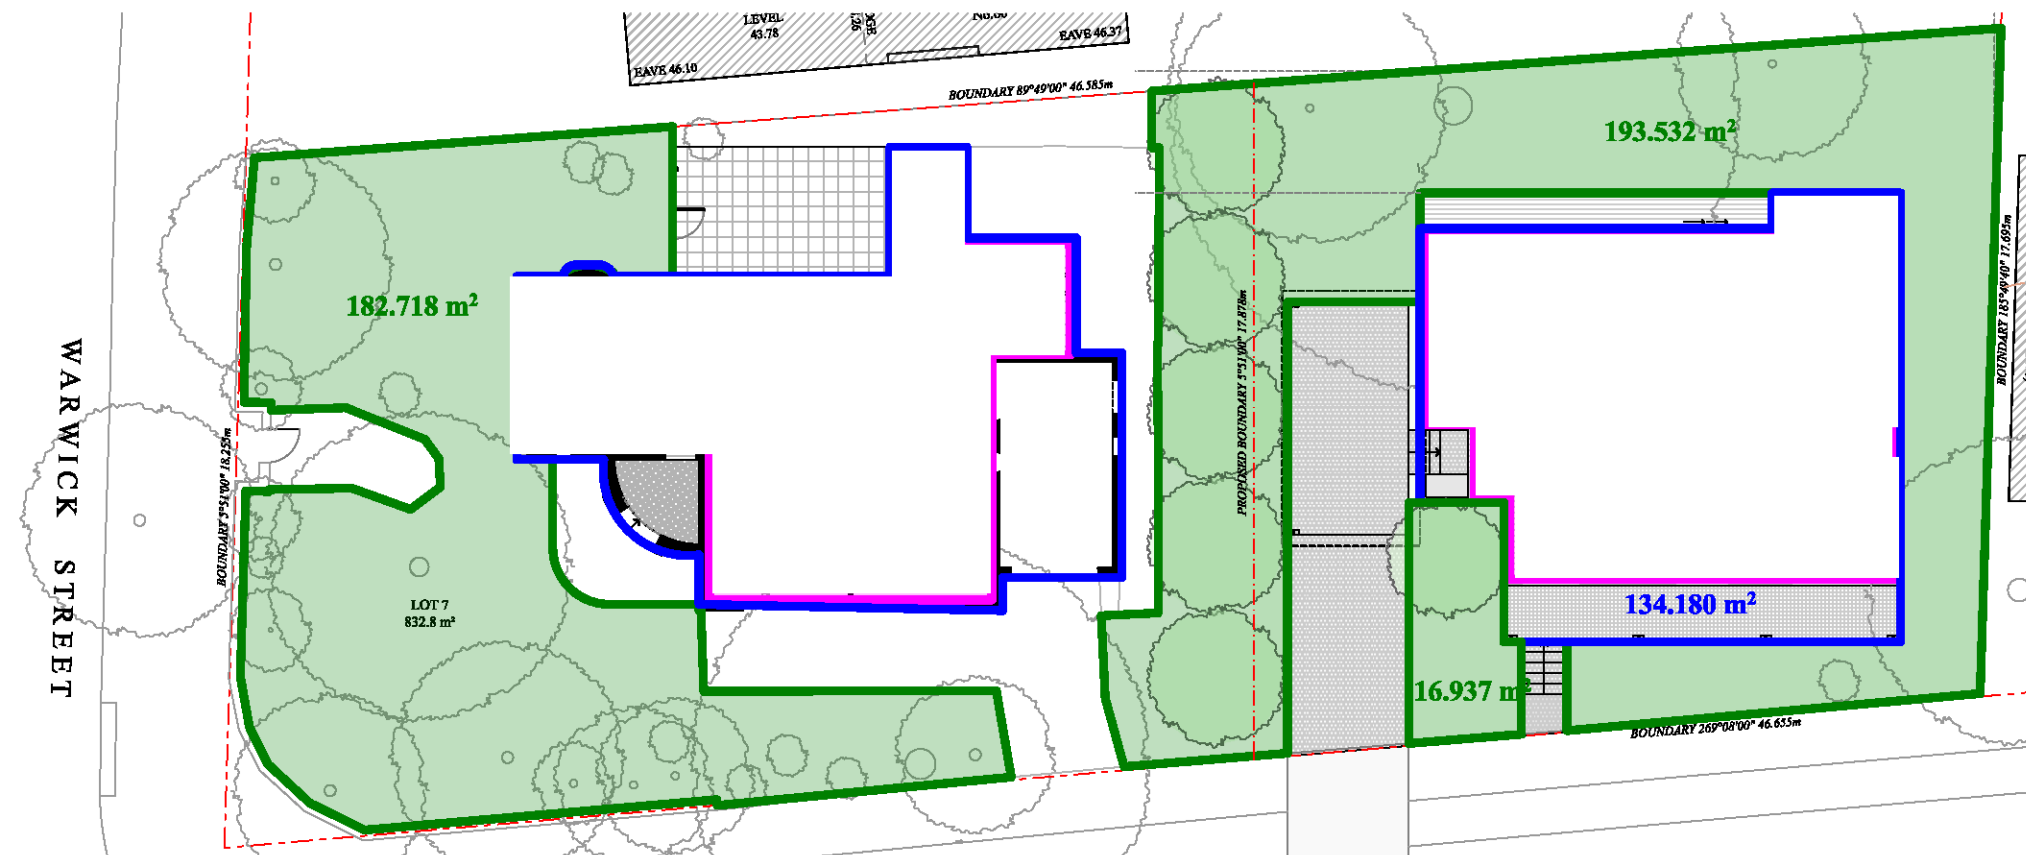 LEVEL
43.78
EAVE 46.37
EAVE 46.10
BOUNDARY 89°49'00" 46.585m
193.532 m²
182.718 m²
WARWICK STREET
BOUNDARY 5°51'00" 18.255m
PROPOSED BOUNDARY 5°51'00" 17.878m
BOUNDARY 185°49'40" 17.695m
LOT 7
832.8 m²
134.180 m²
16.937 m²
BOUNDARY 269°08'00" 46.655m